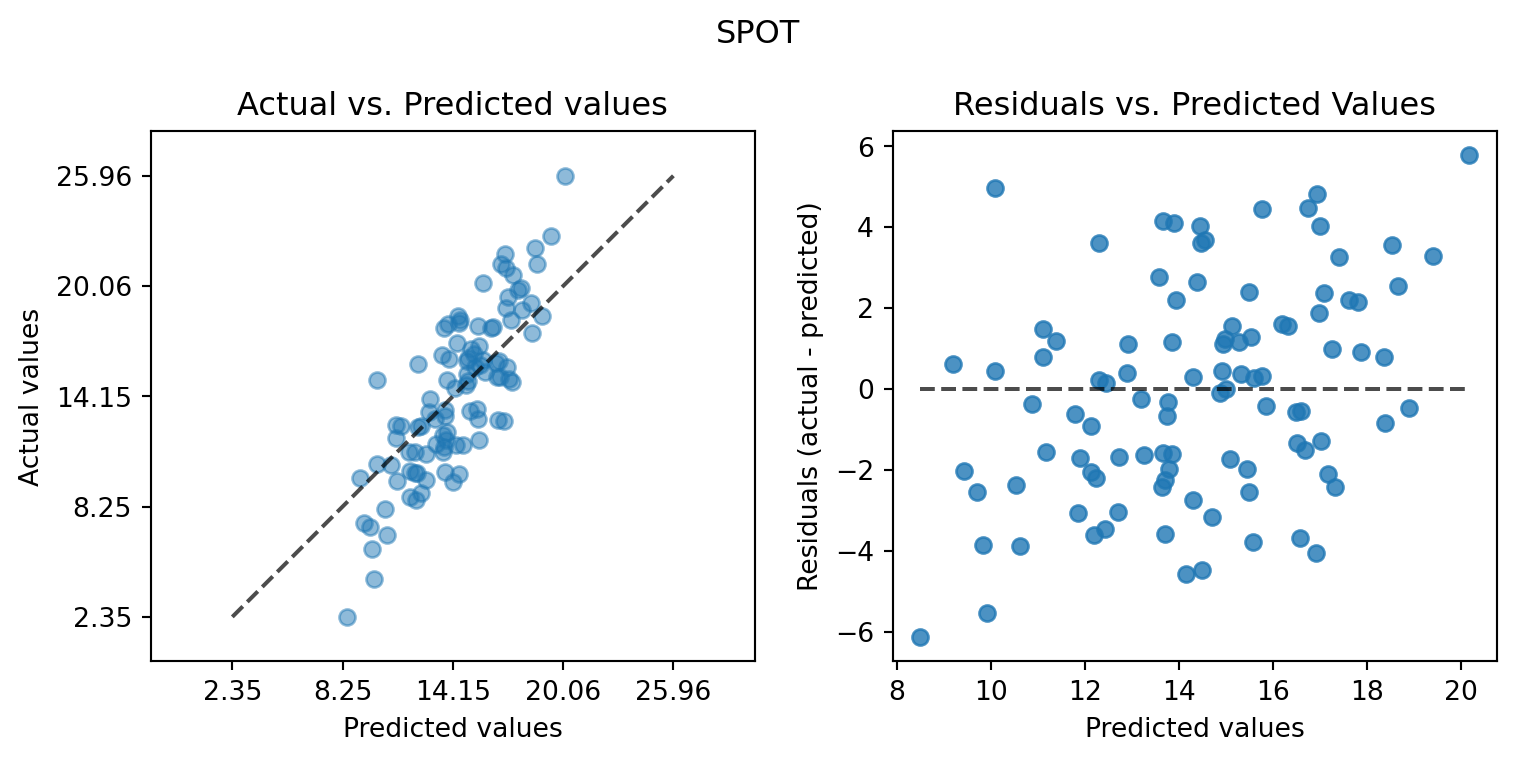 SPOT
Actual vs. Predicted values
Actual values
25.96
20.06
14.15
8.25
2.35
2.35 8.25 14.15 20.06 25.96
Predicted values
Residuals vs. Predicted Values
Residuals (actual - predicted)
6
4
2
0
−2
−4
−6
8 10 12 14 16 18 20
Predicted values